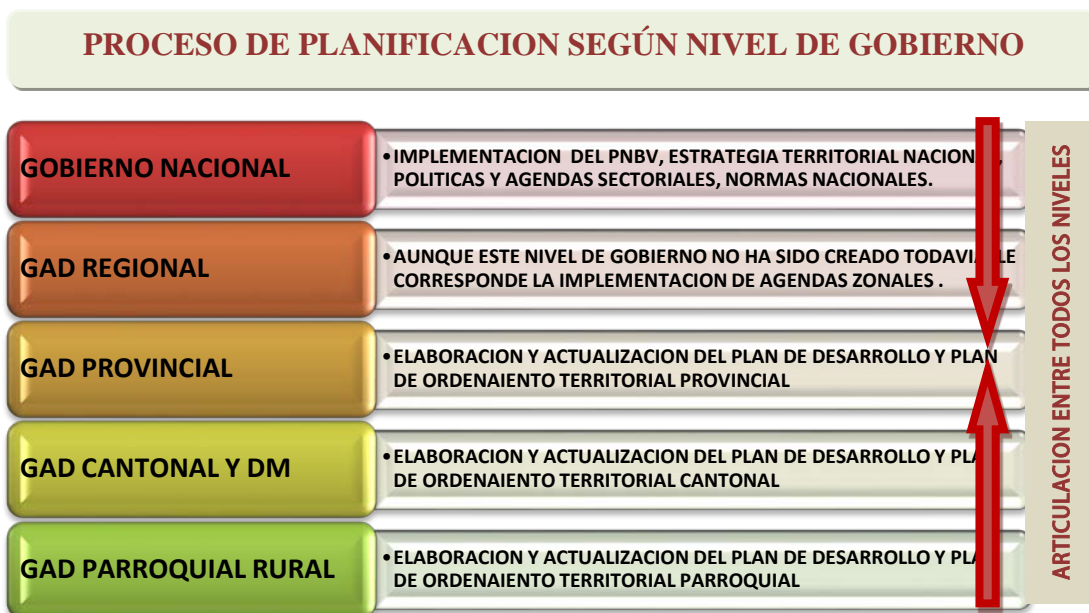 PROCESO DE PLANIFICACION SEGÚN NIVEL DE GOBIERNO
GOBIERNO NACIONAL
•IMPLEMENTACION DEL PNBV, ESTRATEGIA TERRITORIAL NACIONAL,
POLITICAS Y AGENDAS SECTORIALES, NORMAS NACIONALES.
GAD REGIONAL
•AUNQUE ESTE NIVEL DE GOBIERNO NO HA SIDO CREADO TODAVIA LE
CORRESPONDE LA IMPLEMENTACION DE AGENDAS ZONALES .
GAD PROVINCIAL
•ELABORACION Y ACTUALIZACION DEL PLAN DE DESARROLLO Y PLAN
DE ORDENAIENTO TERRITORIAL PROVINCIAL
GAD CANTONAL Y DM
•ELABORACION Y ACTUALIZACION DEL PLAN DE DESARROLLO Y PLAN
DE ORDENAIENTO TERRITORIAL CANTONAL
GAD PARROQUIAL RURAL
•ELABORACION Y ACTUALIZACION DEL PLAN DE DESARROLLO Y PLAN
DE ORDENAIENTO TERRITORIAL PARROQUIAL
ARTICULACION ENTRE TODOS LOS NIVELES